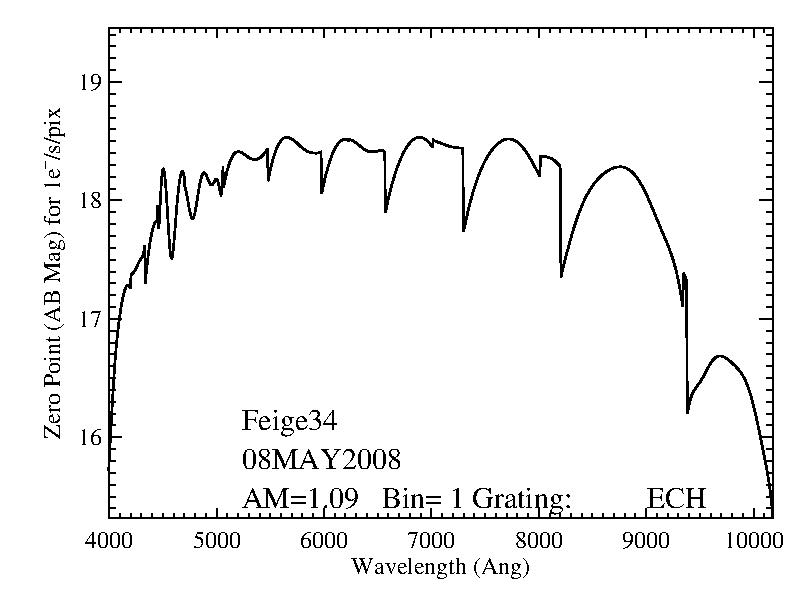 19
18
17
16
Zero Point (AB Mag) for 1e⁻/s/pix
Feige34
08MAY2008
AM=1.09 Bin= 1 Grating: ECH
4000 5000 6000 7000 8000 9000 10000
Wavelength (Ang)